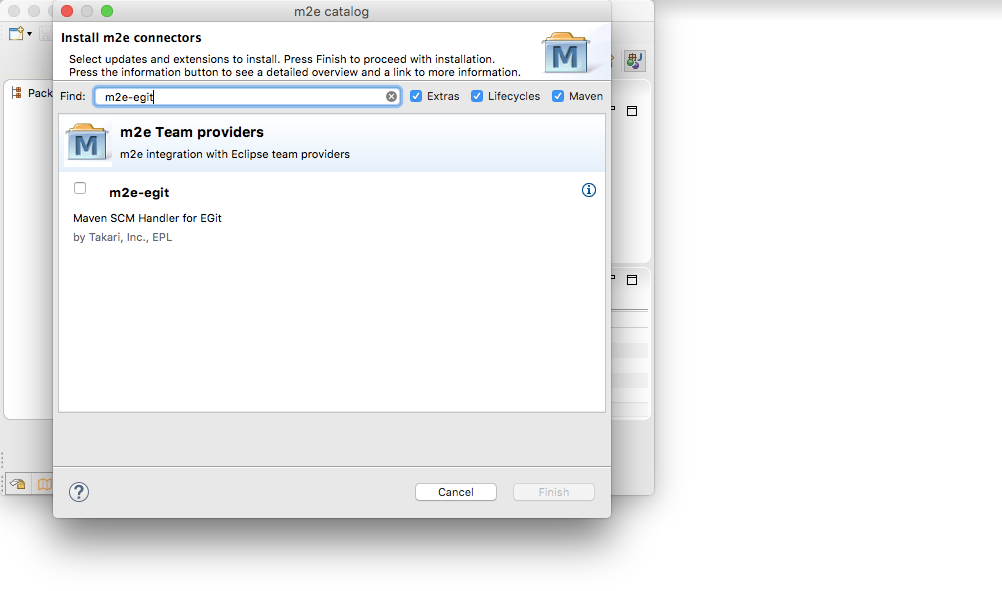 m2e catalog
Install m2e connectors
Select updates and extensions to install. Press Finish to proceed with installation.
Press the information button to see a detailed overview and a link to more information.
M
J
Pack
Find: m2e-egit Extras Lifecycles Maven
M
m2e Team providers
m2e integration with Eclipse team providers
m2e-egit
i
Maven SCM Handler for EGit
by Takari, Inc., EPL
?
Cancel
Finish